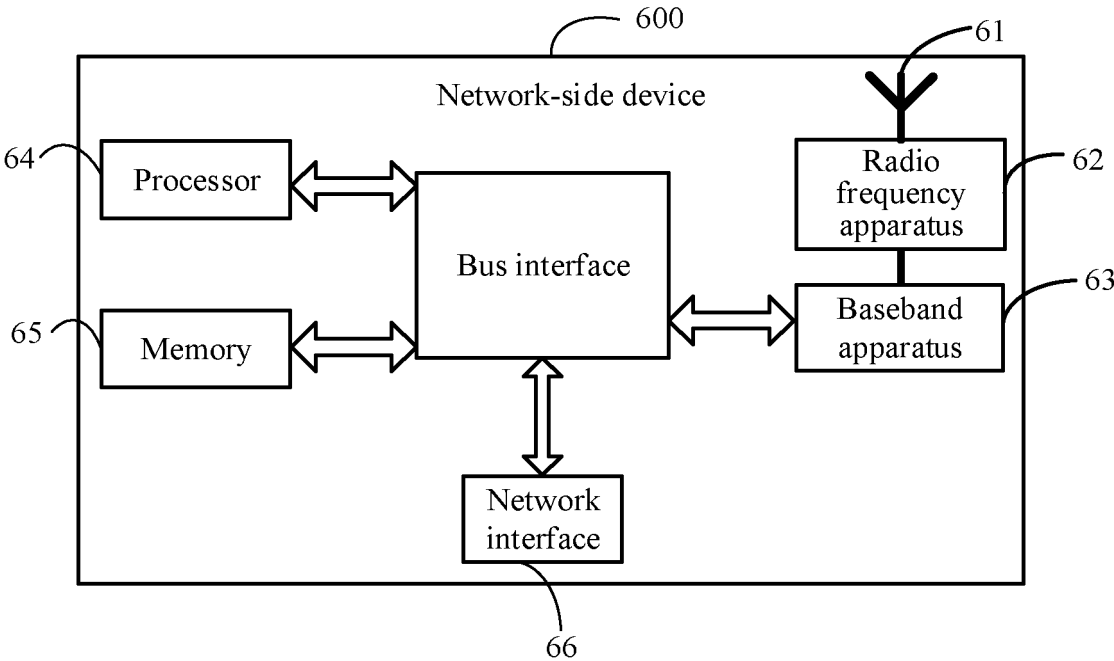 600
61
Network-side device
64
Processor
Radio
frequency
apparatus
62
Bus interface
63
65
Memory
Baseband
apparatus
Network
interface
66